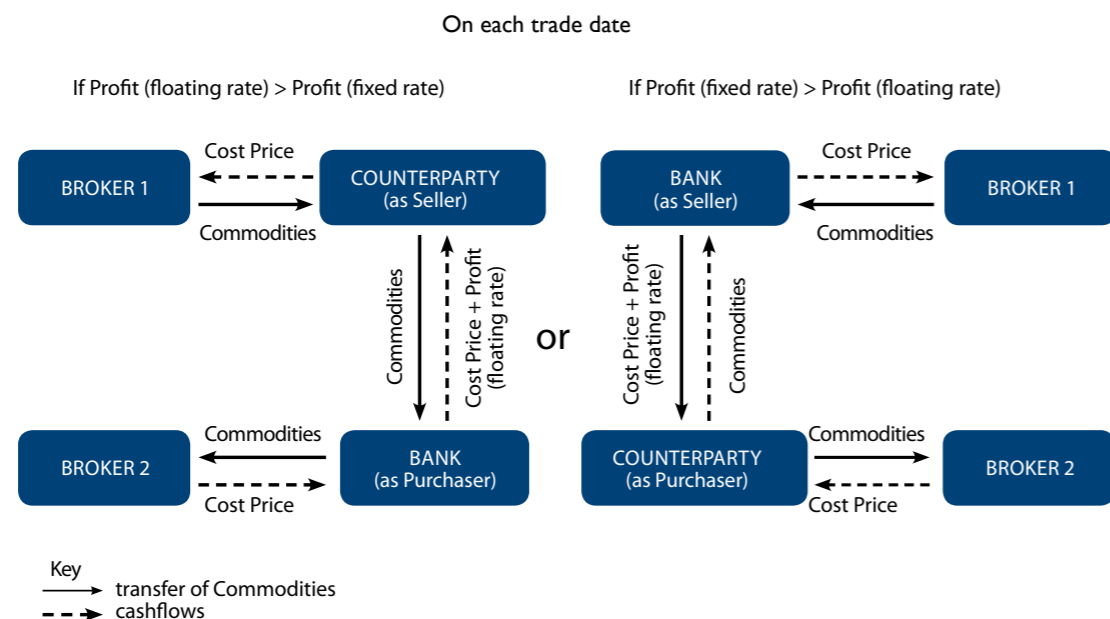 On each trade date
If Profit (floating rate) > Profit (fixed rate)
If Profit (fixed rate) > Profit (floating rate)
BROKER 1
Cost Price
Commodities
COUNTERPARTY
(as Seller)
Commodities
Cost Price + Profit
(floating rate)
BROKER 2
Commodities
Cost Price
BANK
(as Purchaser)
or
BANK
(as Seller)
Cost Price
Commodities
BROKER 1
Cost Price + Profit
(floating rate)
Commodities
COUNTERPARTY
(as Purchaser)
Commodities
Cost Price
BROKER 2
Key
transfer of Commodities
cashflows